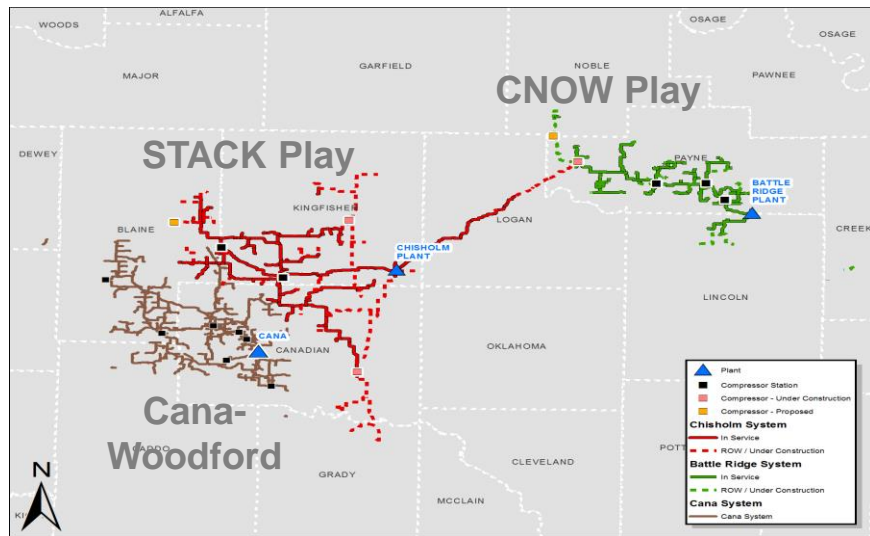 WOODS
ALFALFA
OSAGE
OSAGE
MAJOR
GARFIELD
NOBLE
PAWNEE
CNOW Play
DEWEY
STACK Play
PAYNE
BATTLE
RIDGE
PLANT
KINGFISHER
LOGAN
BLAINE
CREEK
CHISHOLM
PLANT
LINCOLN
CANA
CANADIAN
OKLAHOMA
Cana-
Woodford
CADDO
GRADY
CLEVELAND
MCCLAIN
POTT
KI
N
Plant
Compressor Station
Compressor - Under Construction
Compressor - Proposed
Chisholm System
In Service
ROW / Under Construction
Battle Ridge System
In Service
ROW / Under Construction
Cana System
Cana System